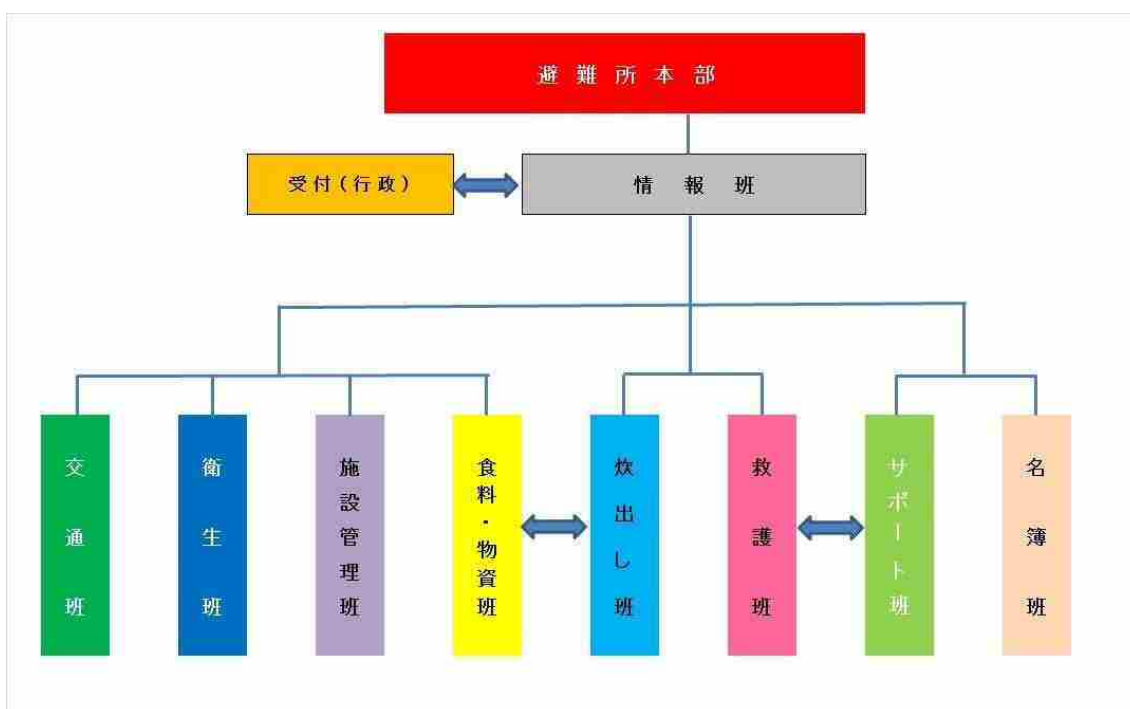 避難所本部
受付(行政)
情報班
交通班
衛生班
施設管理班
食料・物資班
炊出し班
救護班
サポート班
名簿班